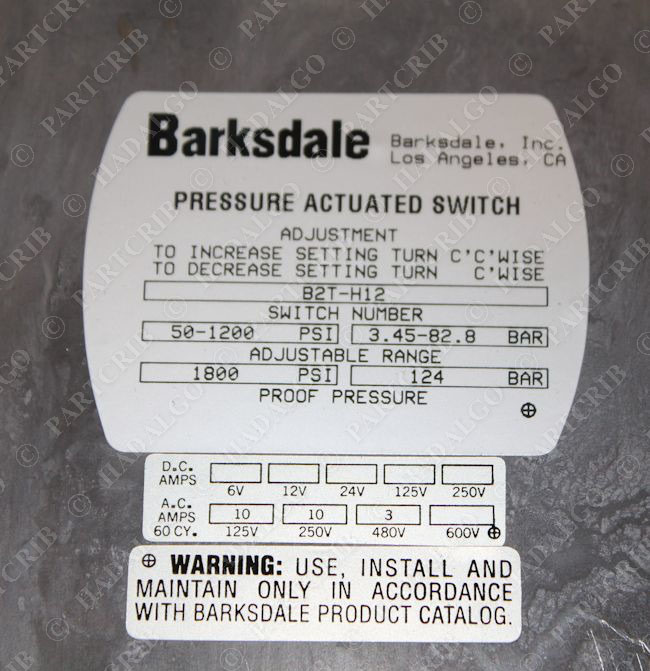 Barksdale
Barksdale, Inc.
Los Angeles, CA
PRESSURE ACTUATED SWITCH
ADJUSTMENT
TO INCREASE SETTING TURN C'C'WISE
TO DECREASE SETTING TURN C'WISE
B2T-H12
SWITCH NUMBER
50-1200 PSI 3.45-82.8 BAR
ADJUSTABLE RANGE
1800 PSI 124 BAR
PROOF PRESSURE
D.C. AMPS
6V 12V 24V 125V 250V
A.C. AMPS 60 CY.
10 10 3
125V 250V 480V 600V
WARNING: USE, INSTALL AND
MAINTAIN ONLY IN ACCORDANCE
WITH BARKSDALE PRODUCT CATALOG.
© PARTCRIB
© HADALGO